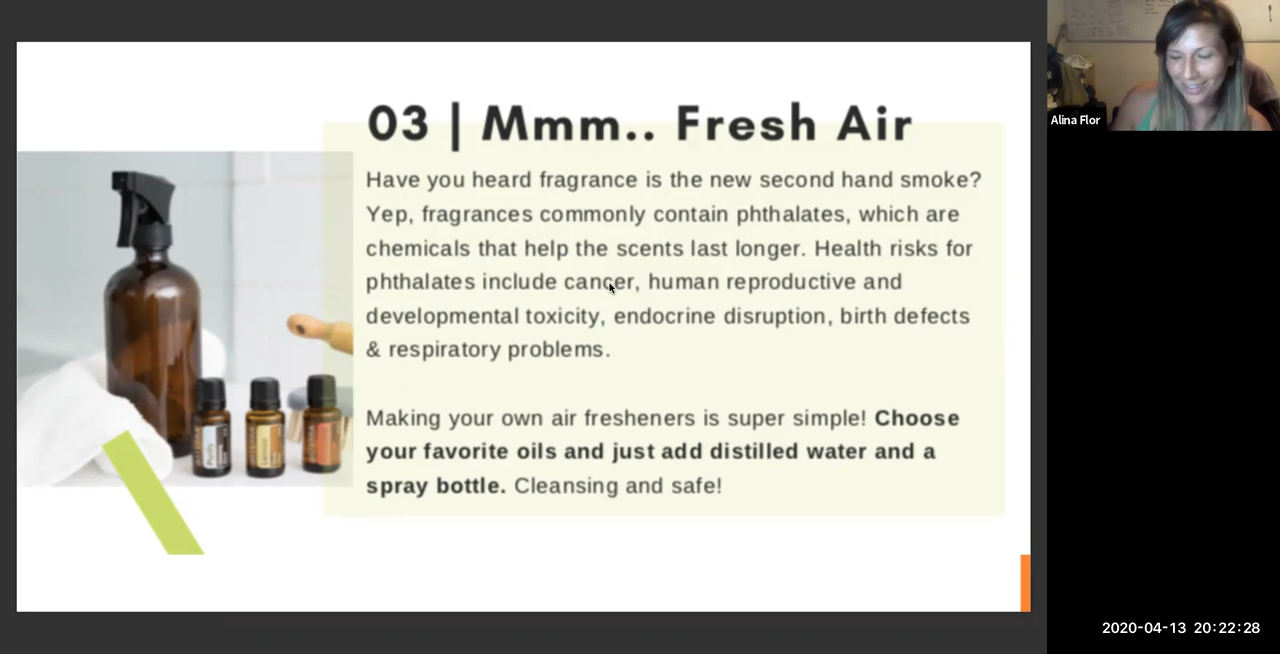 03 | Mmm.. Fresh Air
Have you heard fragrance is the new second hand smoke?
Yep, fragrances commonly contain phthalates, which are
chemicals that help the scents last longer. Health risks for
phthalates include cancer, human reproductive and
developmental toxicity, endocrine disruption, birth defects
& respiratory problems.
Making your own air fresheners is super simple! Choose
your favorite oils and just add distilled water and a
spray bottle. Cleansing and safe!
Alina Flor
2020-04-13 20:22:28